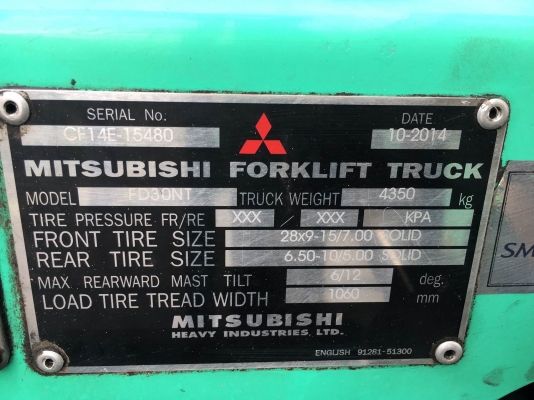 SERIAL No. DATE
CF14E-15480 10-2014
MITSUBISHI FORKLIFT TRUCK
MODEL FD30NT TRUCK WEIGHT 4350 kg
TIRE PRESSURE FR/RE XXX / XXX KPA
FRONT TIRE SIZE 28x9-15/7.00 SOLID
REAR TIRE SIZE 6.50-10/5.00 SOLID
MAX. REARWARD MAST TILT 6/12 deg.
LOAD TIRE TREAD WIDTH 1060 mm
MITSUBISHI
HEAVY INDUSTRIES, LTD.
ENGLISH 91281-51300
SM